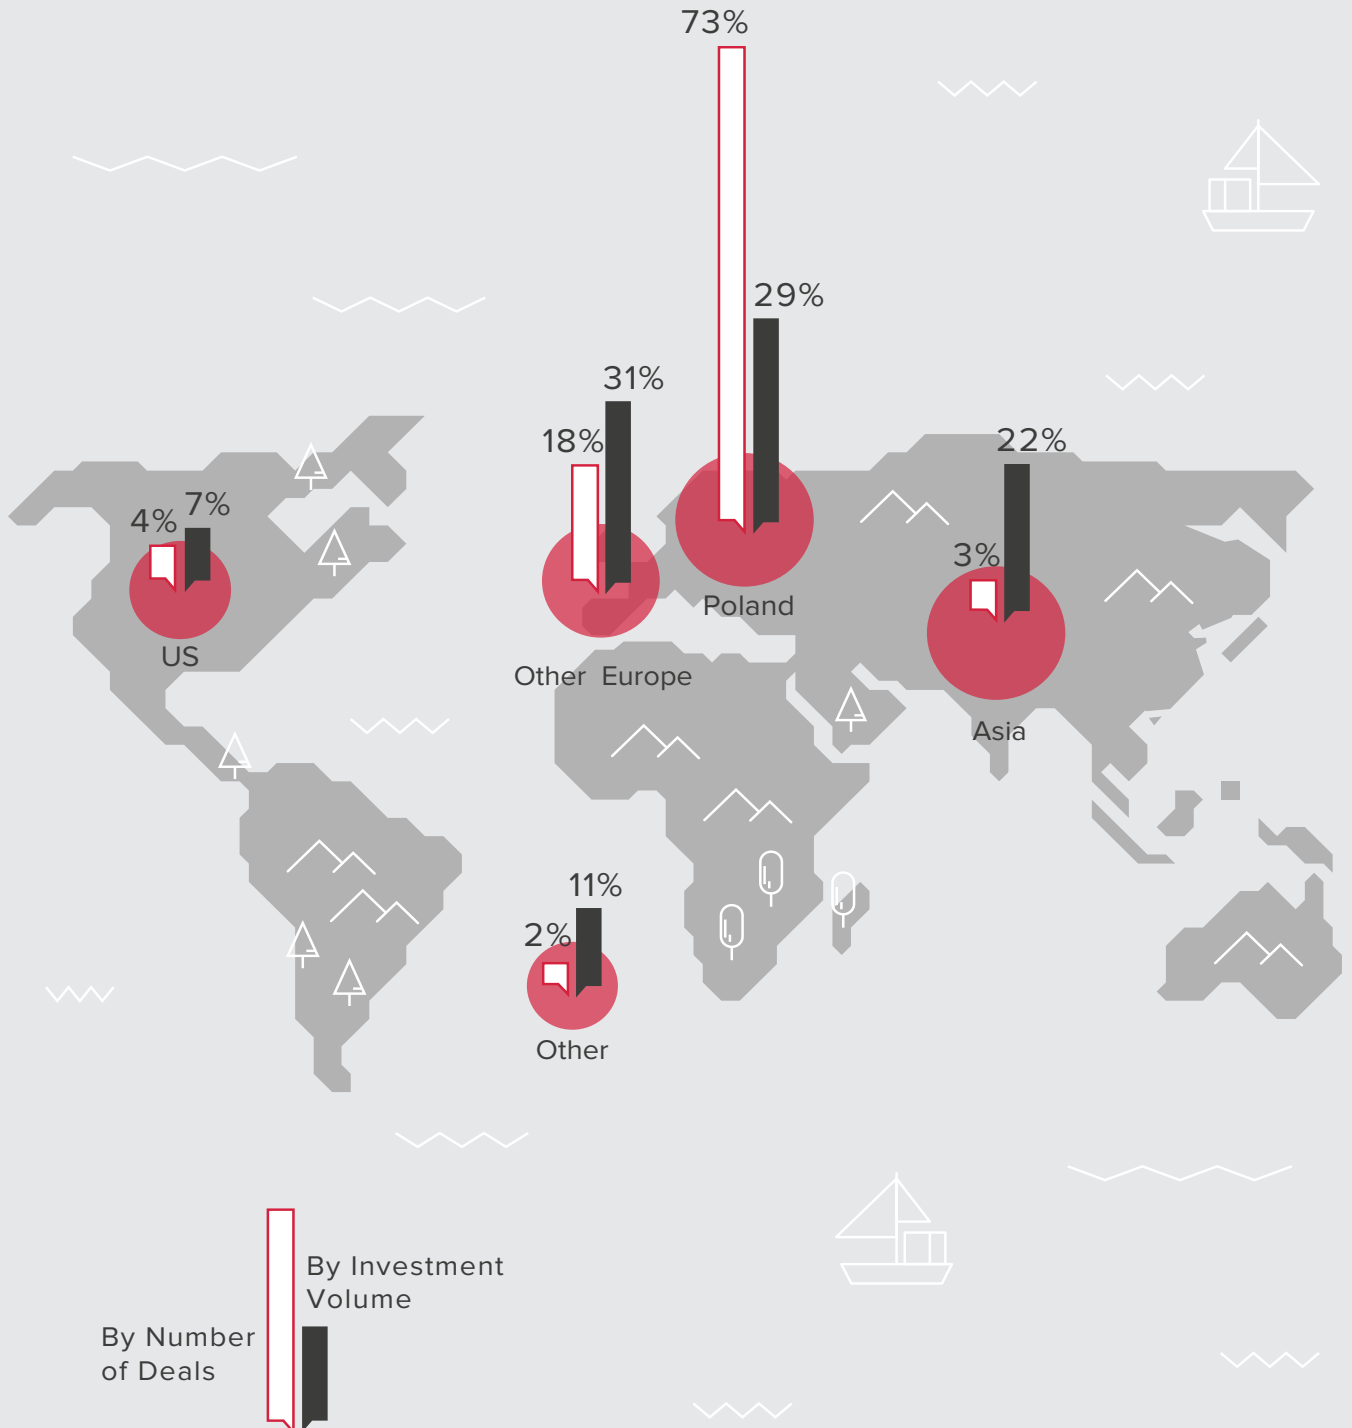 73%
29%
31%
18%
22%
7%
4%
3%
Poland
US
Other Europe
Asia
11%
2%
Other
By Investment
Volume
By Number
of Deals